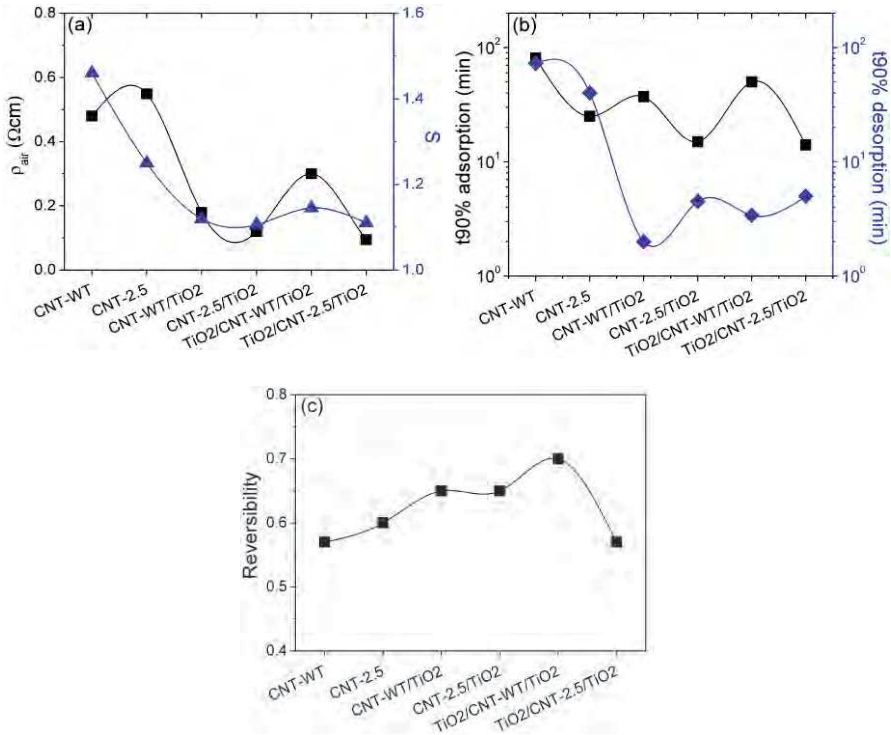 (a)
0.8
0.6
0.4
0.2
0.0
ρair (Ωcm)
1.6
1.4
1.2
1.0
S
CNT-WT
CNT-2.5
CNT-WT/TiO2
CNT-2.5/TiO2
TiO2/CNT-WT/TiO2
TiO2/CNT-2.5/TiO2
(b)
10²
10¹
10⁰
t90% adsorption (min)
10²
10¹
10⁰
t90% desorption (min)
CNT-WT
CNT-2.5
CNT-WT/TiO2
CNT-2.5/TiO2
TiO2/CNT-WT/TiO2
TiO2/CNT-2.5/TiO2
(c)
0.8
0.7
0.6
0.5
0.4
Reversibility
CNT-WT
CNT-2.5
CNT-WT/TiO2
CNT-2.5/TiO2
TiO2/CNT-WT/TiO2
TiO2/CNT-2.5/TiO2